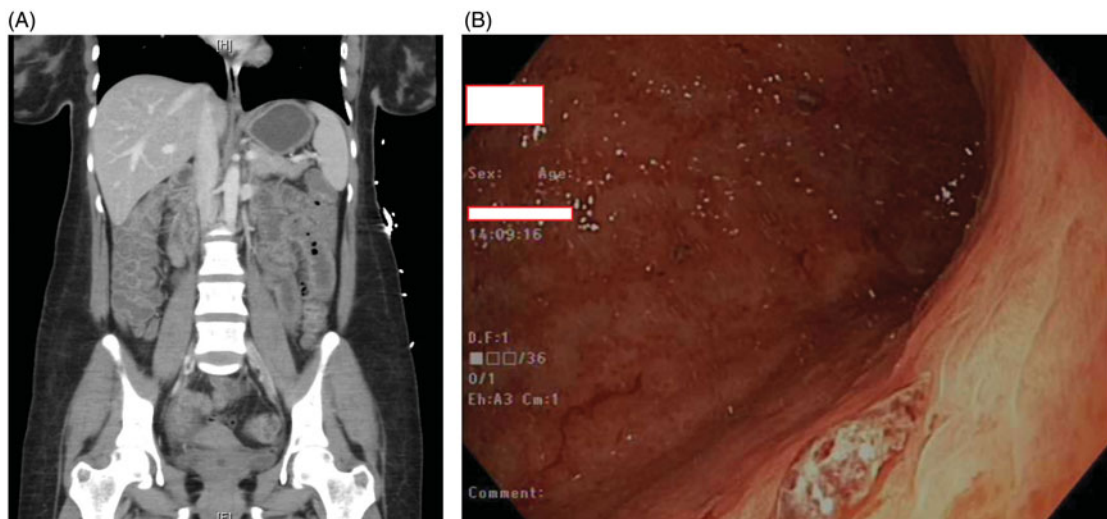 (A)
(B)
[H]
Sex: Age:
14:09:16
D.F:1
■□□/36
0/1
Eh:A3 Cm:1
Comment:
[F]